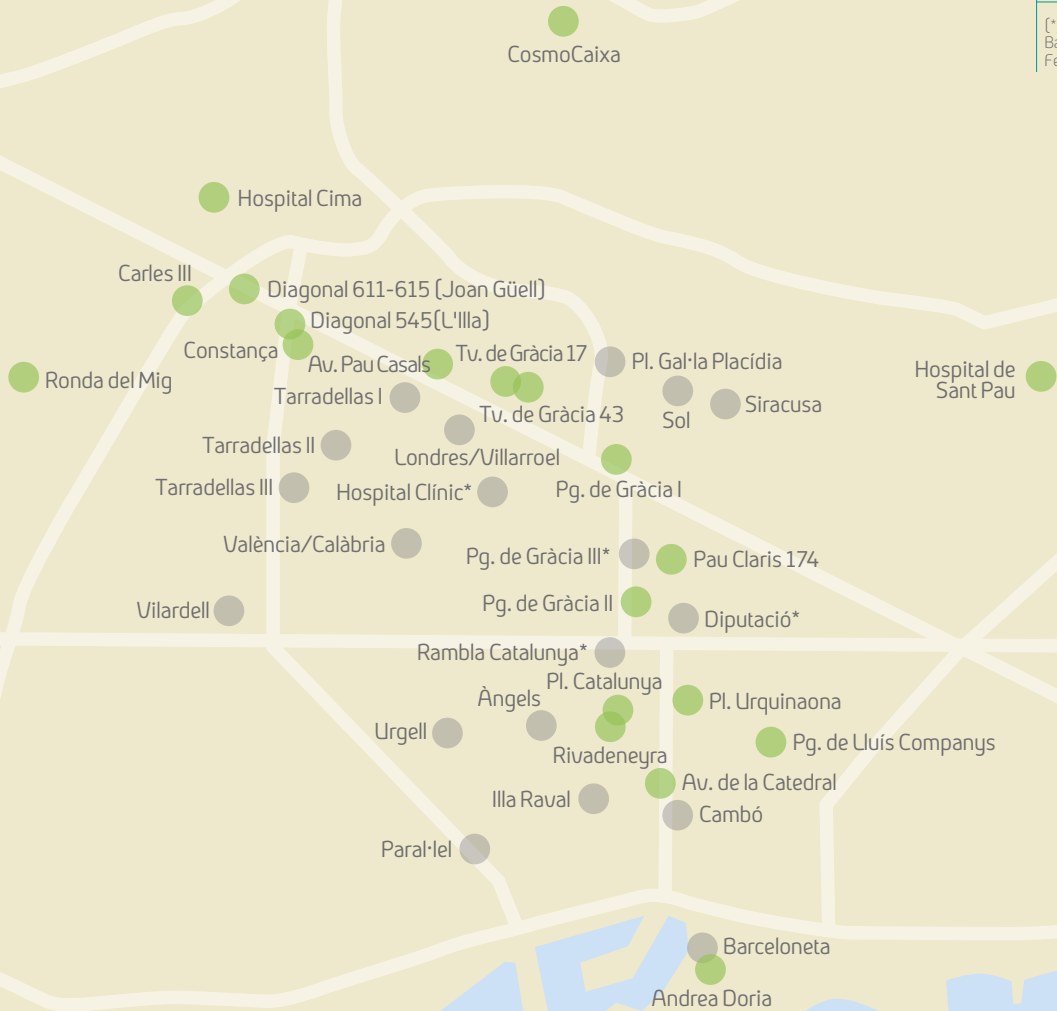 (*
Ba
Fe
CosmoCaixa
Hospital Cima
Carles III
Diagonal 611-615 (Joan Güell)
Diagonal 545(L'Illa)
Constança
Av. Pau Casals
Tv. de Gràcia 17
Pl. Gal·la Placídia
Hospital de
Sant Pau
Ronda del Mig
Tarradellas I
Sol
Siracusa
Tv. de Gràcia 43
Tarradellas II
Londres/Villarroel
Tarradellas III
Hospital Clínic*
Pg. de Gràcia I
València/Calàbria
Pg. de Gràcia III*
Pau Claris 174
Vilardell
Pg. de Gràcia II
Diputació*
Rambla Catalunya*
Pl. Catalunya
Àngels
Pl. Urquinaona
Urgell
Rivadeneyra
Pg. de Lluís Companys
Av. de la Catedral
Illa Raval
Cambó
Paral·lel
Barceloneta
Andrea Doria